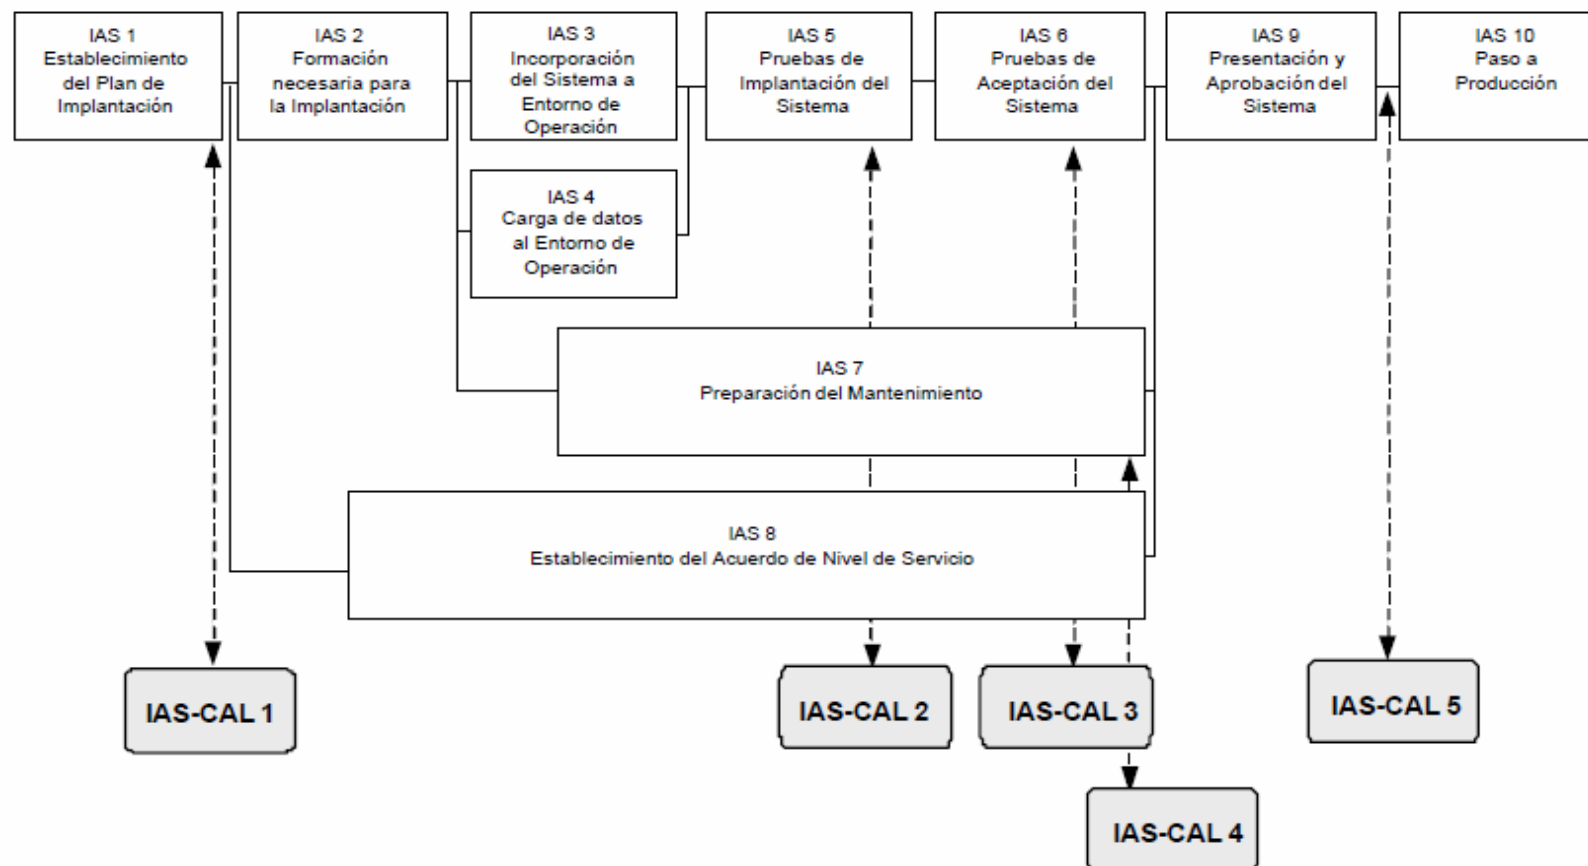 IAS 1
Establecimiento
del Plan de
Implantación
IAS 2
Formación
necesaria para
la Implantación
IAS 3
Incorporación
del Sistema a
Entorno de
Operación
IAS 5
Pruebas de
Implantación del
Sistema
IAS 6
Pruebas de
Aceptación del
Sistema
IAS 9
Presentación y
Aprobación del
Sistema
IAS 10
Paso a
Producción
IAS 4
Carga de datos
al Entorno de
Operación
IAS 7
Preparación del Mantenimiento
IAS 8
Establecimiento del Acuerdo de Nivel de Servicio
IAS-CAL 1
IAS-CAL 2
IAS-CAL 3
IAS-CAL 5
IAS-CAL 4